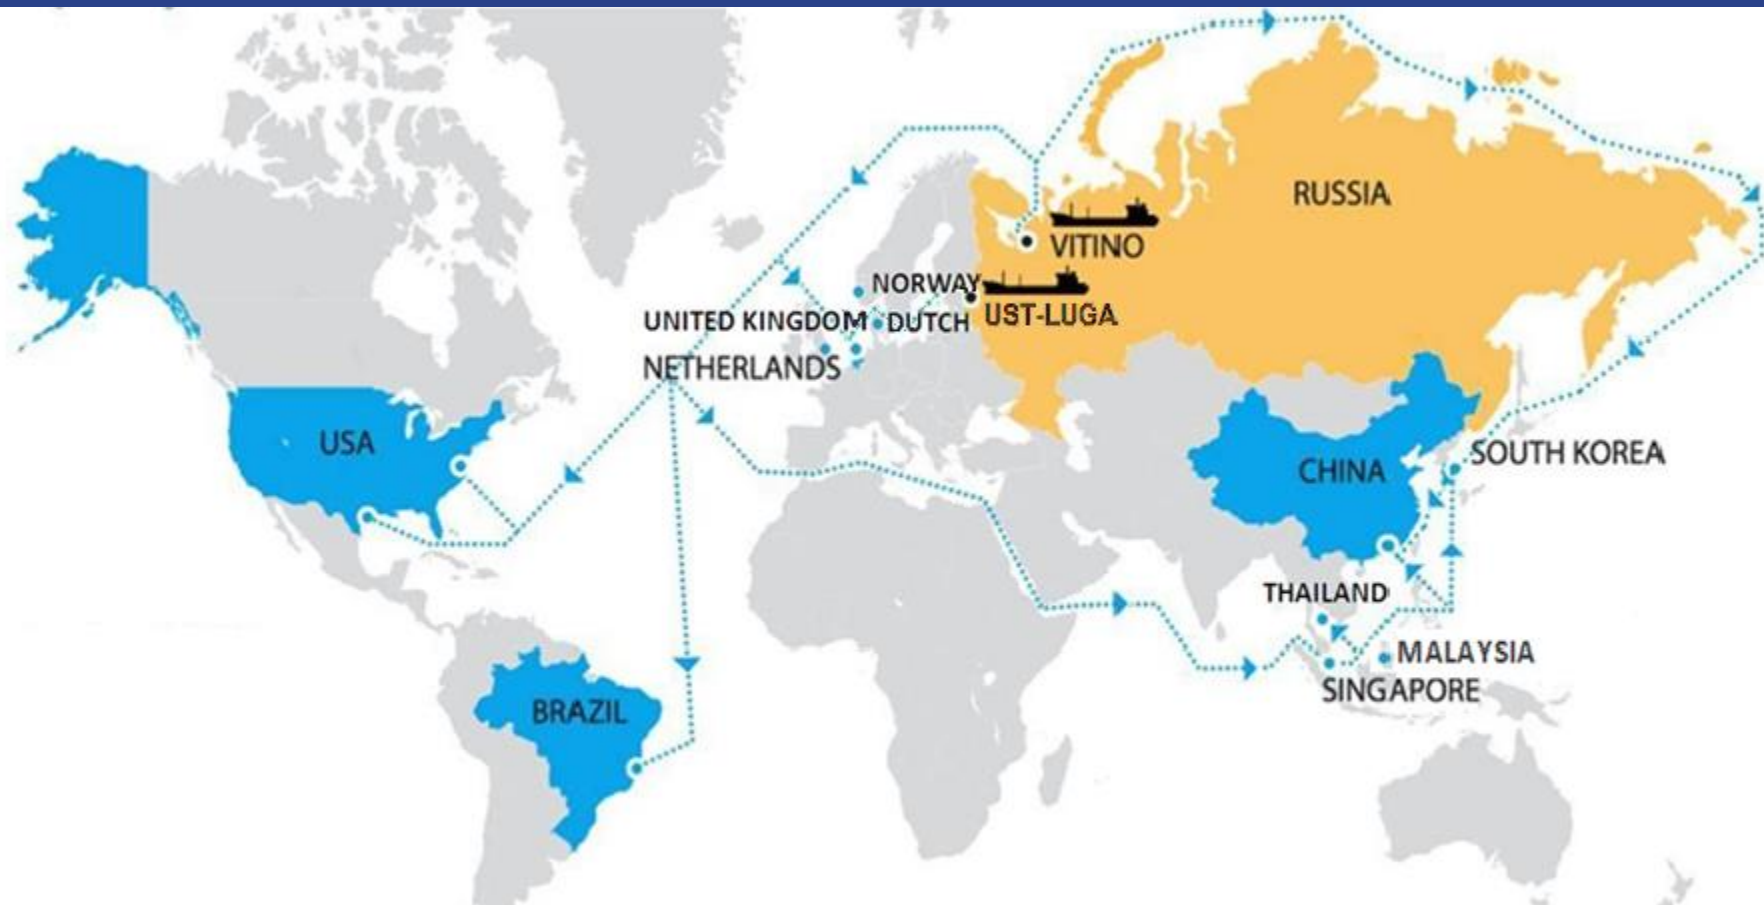 RUSSIA
VITINO
NORWAY
UST-LUGA
UNITED KINGDOM
DUTCH
NETHERLANDS
USA
SOUTH KOREA
CHINA
THAILAND
MALAYSIA
SINGAPORE
BRAZIL